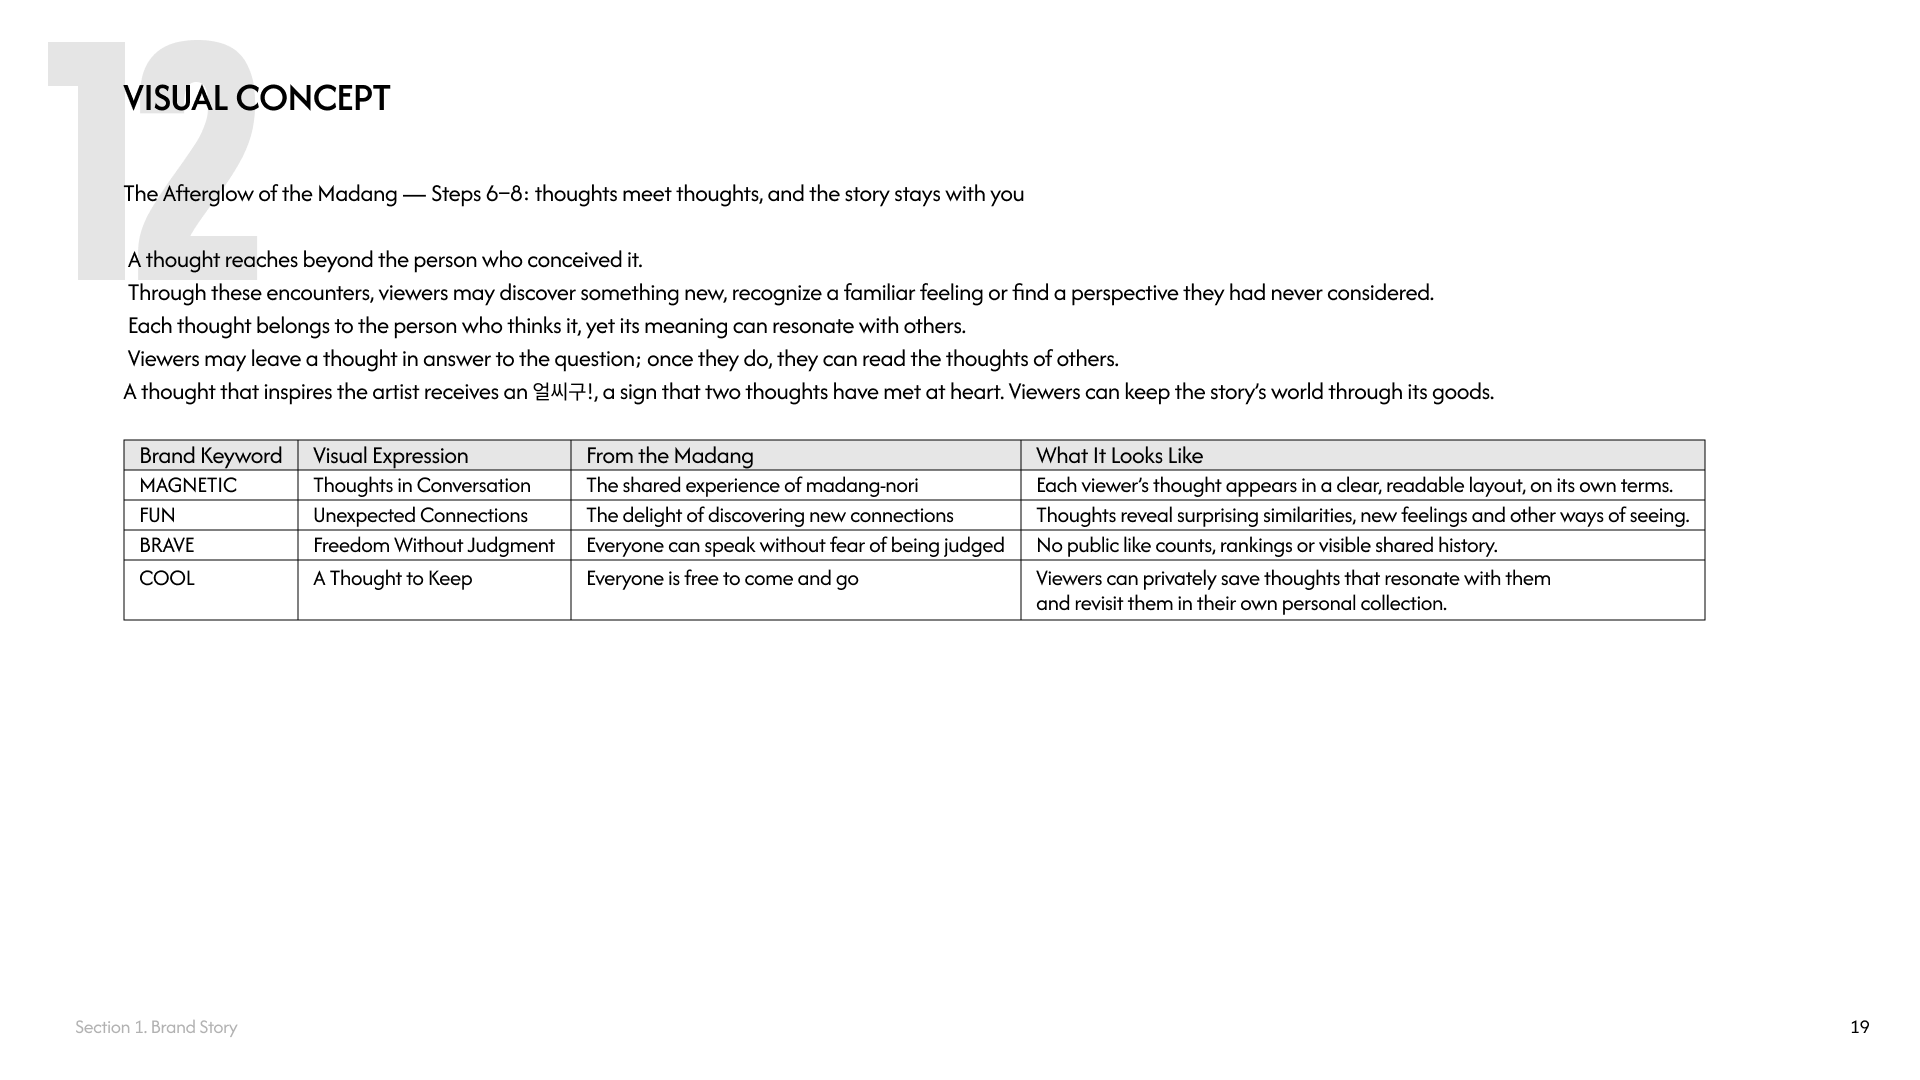 12
VISUAL CONCEPT
The Afterglow of the Madang — Steps 6–8: thoughts meet thoughts, and the story stays with you
A thought reaches beyond the person who conceived it.
Through these encounters, viewers may discover something new, recognize a familiar feeling or find a perspective they had never considered.
Each thought belongs to the person who thinks it, yet its meaning can resonate with others.
Viewers may leave a thought in answer to the question; once they do, they can read the thoughts of others.
A thought that inspires the artist receives an 얼씨구!, a sign that two thoughts have met at heart. Viewers can keep the story’s world through its goods.
Brand Keyword Visual Expression From the Madang What It Looks Like
MAGNETIC Thoughts in Conversation The shared experience of madang-nori Each viewer’s thought appears in a clear, readable layout, on its own terms.
FUN Unexpected Connections The delight of discovering new connections Thoughts reveal surprising similarities, new feelings and other ways of seeing.
BRAVE Freedom Without Judgment Everyone can speak without fear of being judged No public like counts, rankings or visible shared history.
COOL A Thought to Keep Everyone is free to come and go Viewers can privately save thoughts that resonate with them
and revisit them in their own personal collection.
Section 1. Brand Story
19